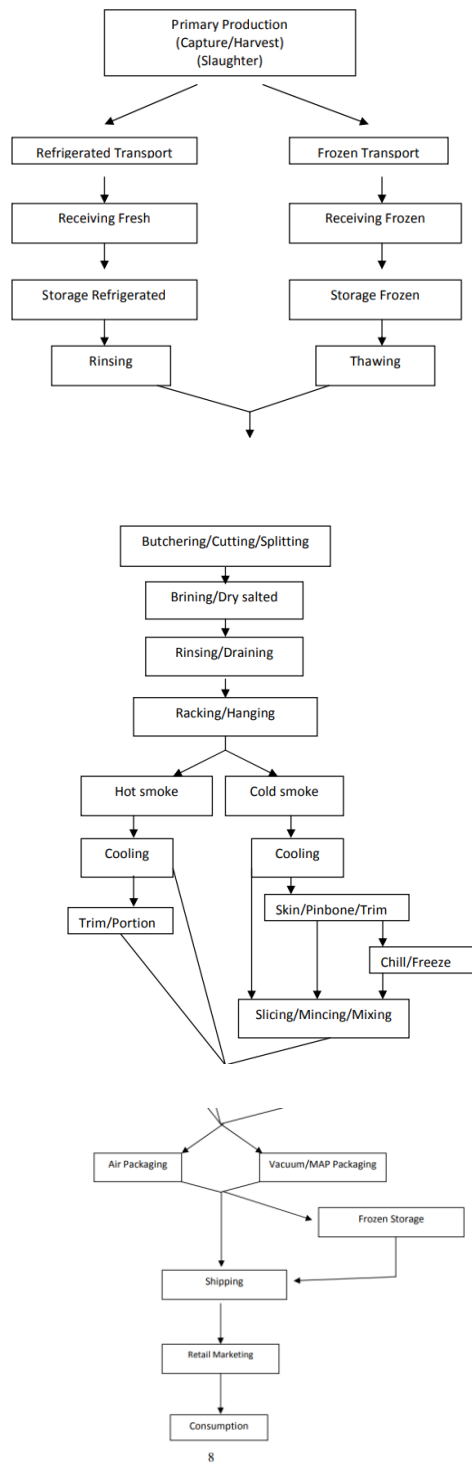 Primary Production
(Capture/Harvest)
(Slaughter)
Refrigerated Transport
Frozen Transport
Receiving Fresh
Receiving Frozen
Storage Refrigerated
Storage Frozen
Rinsing
Thawing
Butchering/Cutting/Splitting
Brining/Dry salted
Rinsing/Draining
Racking/Hanging
Hot smoke
Cold smoke
Cooling
Cooling
Skin/Pinbone/Trim
Trim/Portion
Chill/Freeze
Slicing/Mincing/Mixing
Air Packaging
Vacuum/MAP Packaging
Frozen Storage
Shipping
Retail Marketing
Consumption
8